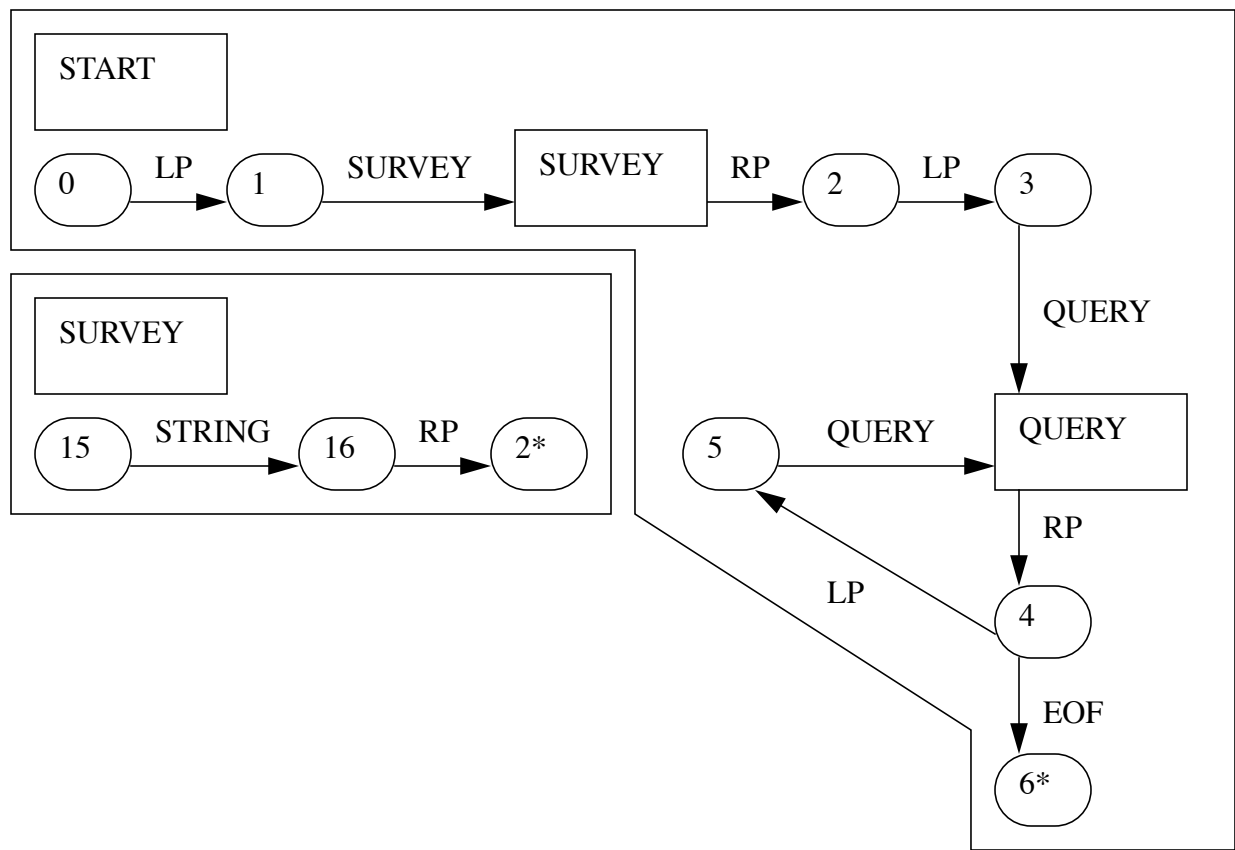 START
LP
SURVEY
SURVEY
RP
LP
0
1
2
3
QUERY
SURVEY
STRING
RP
15
16
2*
QUERY
QUERY
5
RP
LP
4
EOF
6*